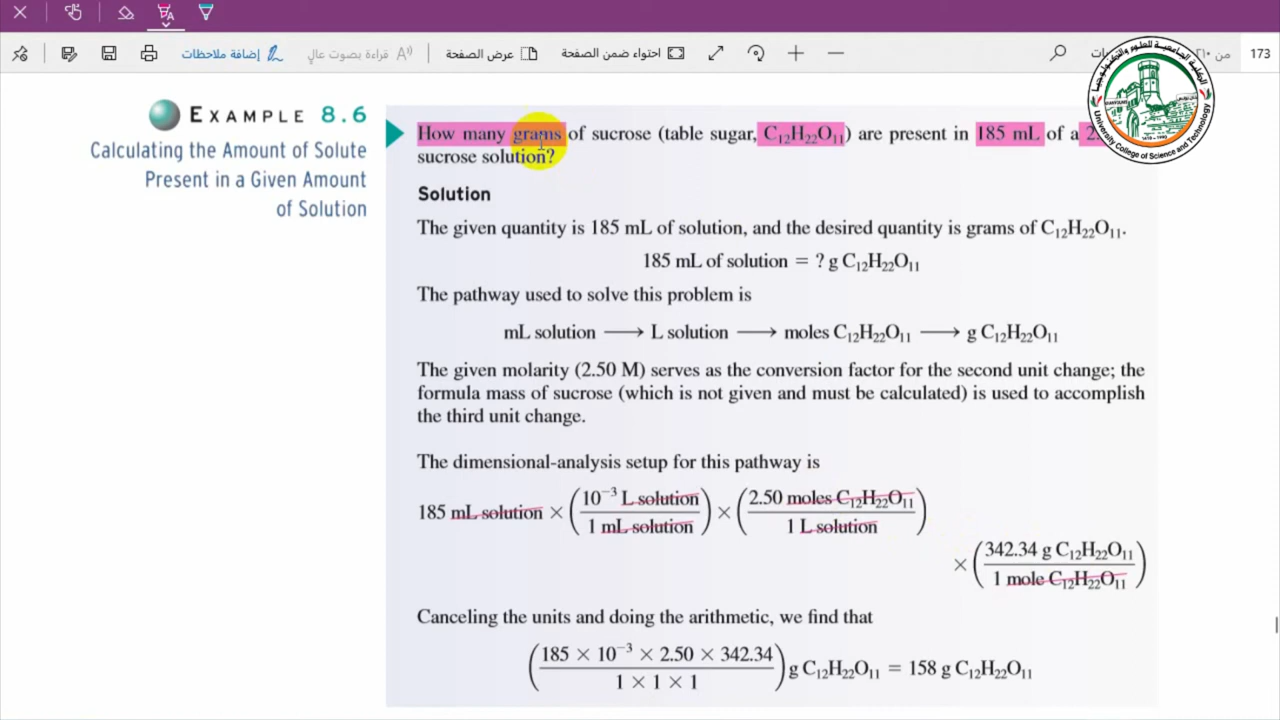 إضافة ملاحظات
قراءة بصوت عالٍ
عرض الصفحة
احتواء ضمن الصفحة
من
173
University College of Science and Technology
EXAMPLE 8.6
Calculating the Amount of Solute
Present in a Given Amount
of Solution
How many grams of sucrose (table sugar, C₁₂H₂₂O₁₁) are present in 185 mL of a
sucrose solution?
Solution
The given quantity is 185 mL of solution, and the desired quantity is grams of C₁₂H₂₂O₁₁.
185 mL of solution = ? g C₁₂H₂₂O₁₁
The pathway used to solve this problem is
mL solution ⟶ L solution ⟶ moles C₁₂H₂₂O₁₁ ⟶ g C₁₂H₂₂O₁₁
The given molarity (2.50 M) serves as the conversion factor for the second unit change; the
formula mass of sucrose (which is not given and must be calculated) is used to accomplish
the third unit change.
The dimensional-analysis setup for this pathway is
185 mL solution × (10⁻³ L solution / 1 mL solution) × (2.50 moles C₁₂H₂₂O₁₁ / 1 L solution)
× (342.34 g C₁₂H₂₂O₁₁ / 1 mole C₁₂H₂₂O₁₁)
Canceling the units and doing the arithmetic, we find that
(185 × 10⁻³ × 2.50 × 342.34 / 1 × 1 × 1) g C₁₂H₂₂O₁₁ = 158 g C₁₂H₂₂O₁₁